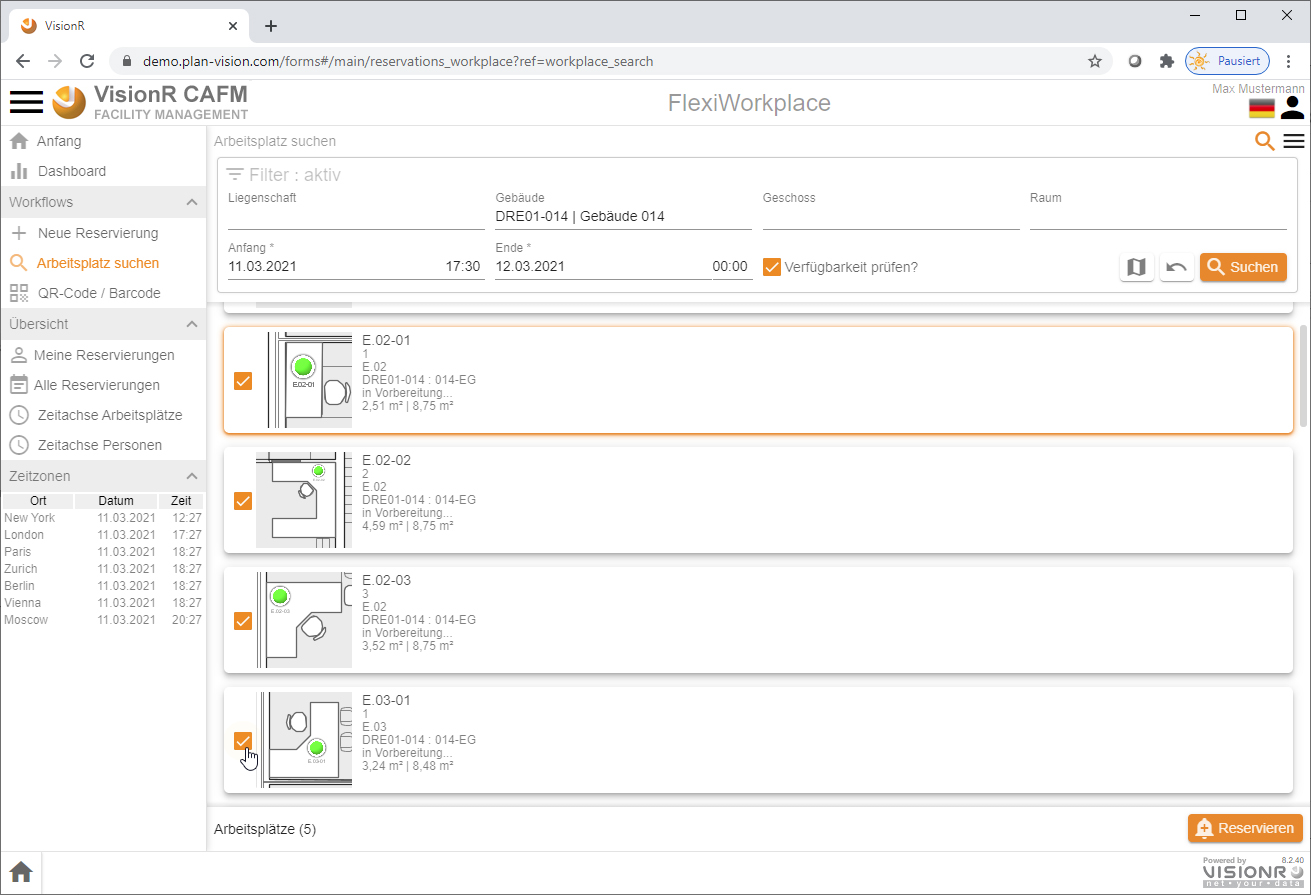 VisionR
demo.plan-vision.com/forms#/main/reservations_workplace?ref=workplace_search
Pausiert
VisionR CAFM
FACILITY MANAGEMENT
FlexiWorkplace
Max Mustermann
Anfang
Dashboard
Workflows
Neue Reservierung
Arbeitsplatz suchen
QR-Code / Barcode
Übersicht
Meine Reservierungen
Alle Reservierungen
Zeitachse Arbeitsplätze
Zeitachse Personen
Zeitzonen
Ort Datum Zeit
New York 11.03.2021 12:27
London 11.03.2021 17:27
Paris 11.03.2021 18:27
Zurich 11.03.2021 18:27
Berlin 11.03.2021 18:27
Vienna 11.03.2021 18:27
Moscow 11.03.2021 20:27
Arbeitsplatz suchen
Filter : aktiv
Liegenschaft Gebäude Geschoss Raum
DRE01-014 | Gebäude 014
Anfang * Ende *
11.03.2021 17:30 12.03.2021 00:00 Verfügbarkeit prüfen? Suchen
E.02-01
E.02-01
1
E.02
DRE01-014 : 014-EG
in Vorbereitung...
2,51 m² | 8,75 m²
E.02-02
2
E.02
DRE01-014 : 014-EG
in Vorbereitung...
4,59 m² | 8,75 m²
E.02-03
E.02-03
3
E.02
DRE01-014 : 014-EG
in Vorbereitung...
3,52 m² | 8,75 m²
E.03-01
E.03-01
1
E.03
DRE01-014 : 014-EG
in Vorbereitung...
3,24 m² | 8,48 m²
Arbeitsplätze (5)
Reservieren
Powered by 8.2.40
VISIONR
net • your • data